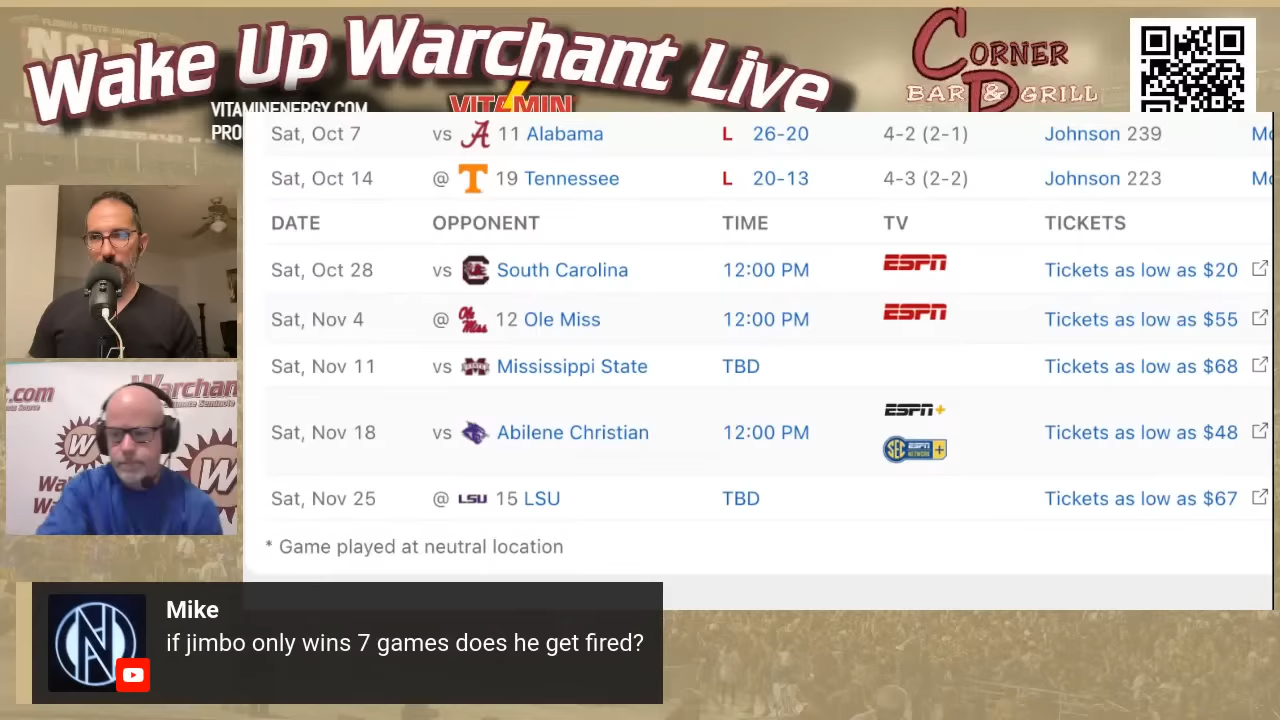 FLORIDA STATE UNIVERSITY
Wake Up Warchant Live
VITAMINENERGY.COM
PRO
VITAMIN
CORNER
BAR & GRILL
Sat, Oct 7 vs 11 Alabama L 26-20 4-2 (2-1) Johnson 239
Sat, Oct 14 @ T 19 Tennessee L 20-13 4-3 (2-2) Johnson 223
DATE OPPONENT TIME TV TICKETS
Sat, Oct 28 vs South Carolina 12:00 PM ESPN Tickets as low as $20
Sat, Nov 4 @ Ole Miss 12 Ole Miss 12:00 PM ESPN Tickets as low as $55
Sat, Nov 11 vs Mississippi State TBD Tickets as low as $68
Sat, Nov 18 vs Abilene Christian 12:00 PM ESPN+ Tickets as low as $48
SEC ESPN NETWORK +
Sat, Nov 25 @ LSU 15 LSU TBD Tickets as low as $67
* Game played at neutral location
.com
Warchant
W
W
Mike
if jimbo only wins 7 games does he get fired?